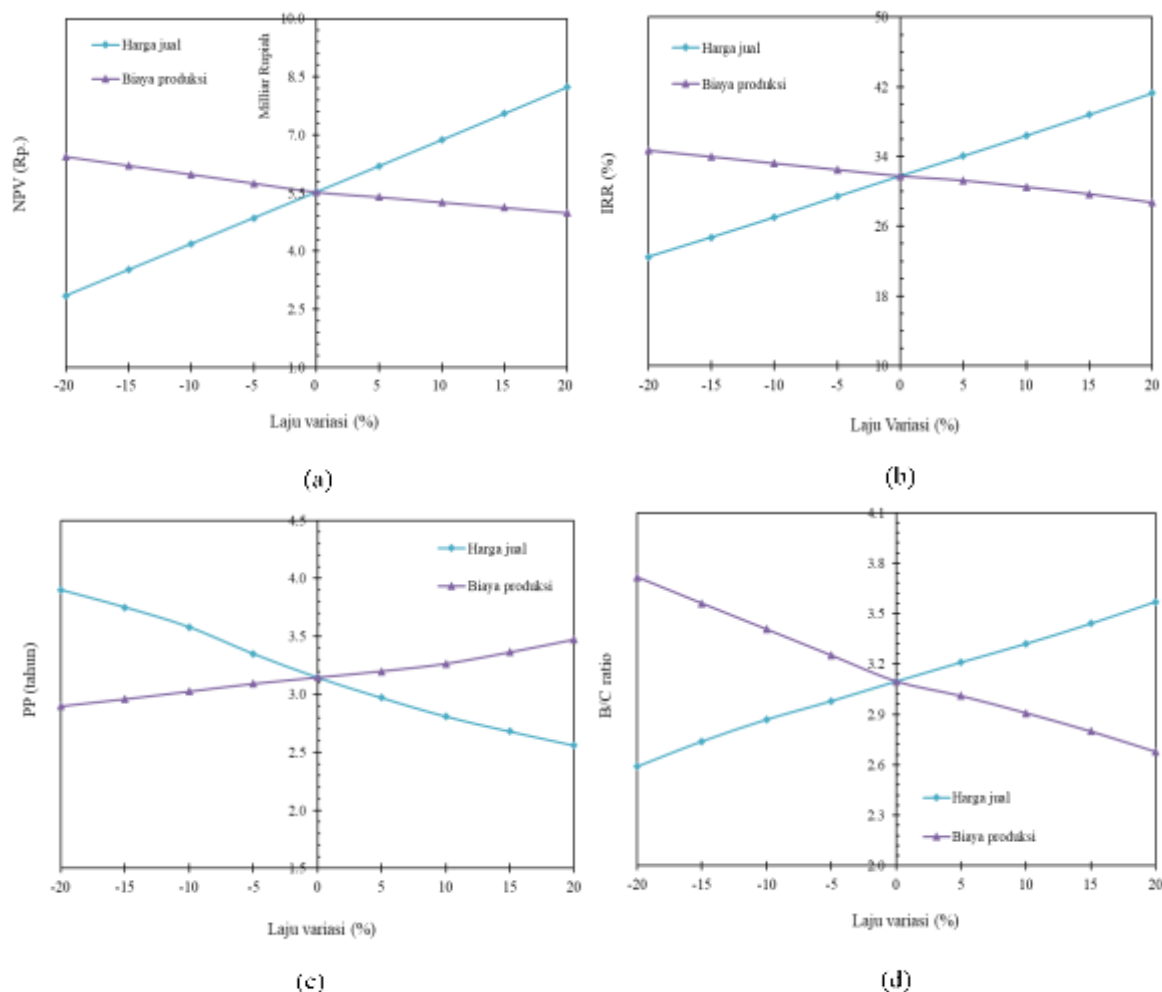 Harga jual
Biaya produksi
Milliar Rupiah
NPV (Rp.)
10.0
8.5
7.0
5.5
4.0
2.5
1.0
-20 -15 -10 -5 0 5 10 15 20
Laju variasi (%)
(a)
Harga jual
Biaya produksi
IRR (%)
50
42
34
26
18
10
-20 -15 -10 -5 0 5 10 15 20
Laju Variasi (%)
(b)
Harga jual
Biaya produksi
PP (tahun)
4.5
4.0
3.5
3.0
2.5
2.0
1.5
-20 -15 -10 -5 0 5 10 15 20
Laju variasi (%)
(c)
B/C ratio
4.1
3.8
3.5
3.2
2.9
2.6
2.3
2.0
Harga jual
Biaya produksi
-20 -15 -10 -5 0 5 10 15 20
Laju variasi (%)
(d)